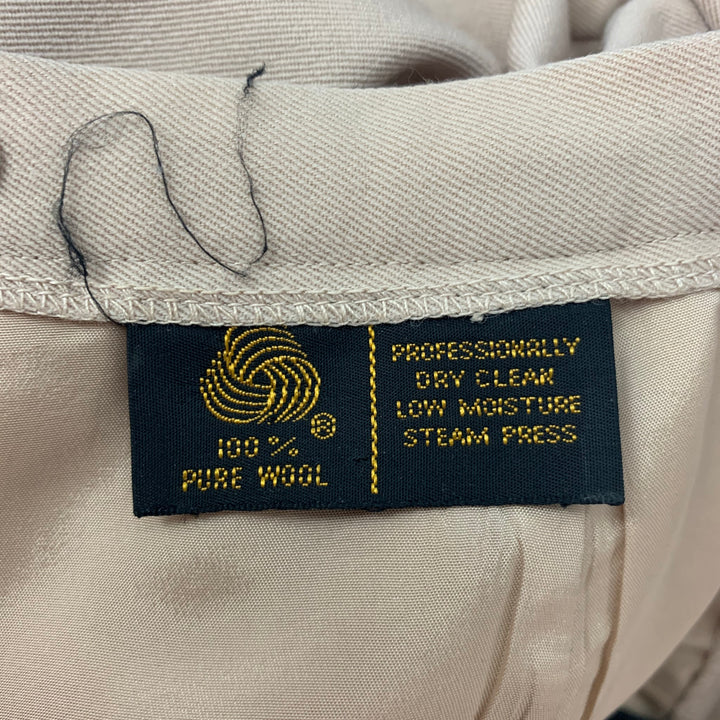 ®
100%
PURE WOOL
PROFESSIONALLY
DRY CLEAN
LOW MOISTURE
STEAM PRESS